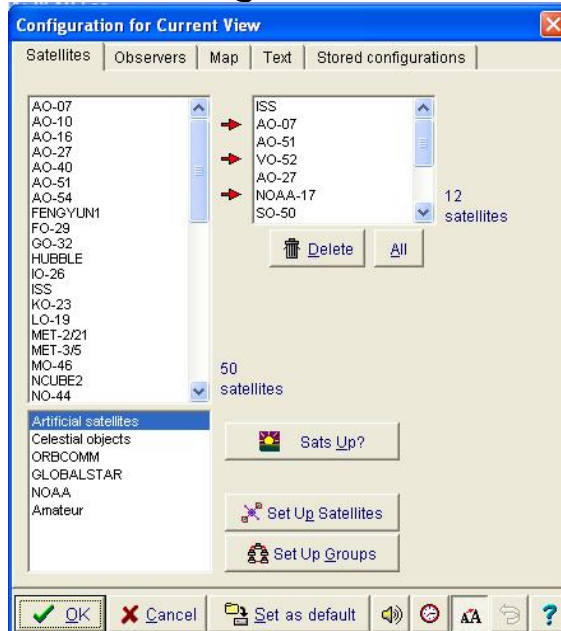 Configuration for Current View
Satellites Observers Map Text Stored configurations
AO-07
AO-10
AO-16
AO-27
AO-40
AO-51
AO-54
FENGYUN1
FO-29
GO-32
HUBBLE
IO-26
ISS
KO-23
LO-19
MET-2/21
MET-3/5
MO-46
NCUBE2
NO-44
ISS
AO-07
AO-51
VO-52
AO-27
NOAA-17
SO-50
12
satellites
Delete All
50
satellites
Artificial satellites
Celestial objects
ORBCOMM
GLOBALSTAR
NOAA
Amateur
Sats Up?
Set Up Satellites
Set Up Groups
OK Cancel Set as default AA ?